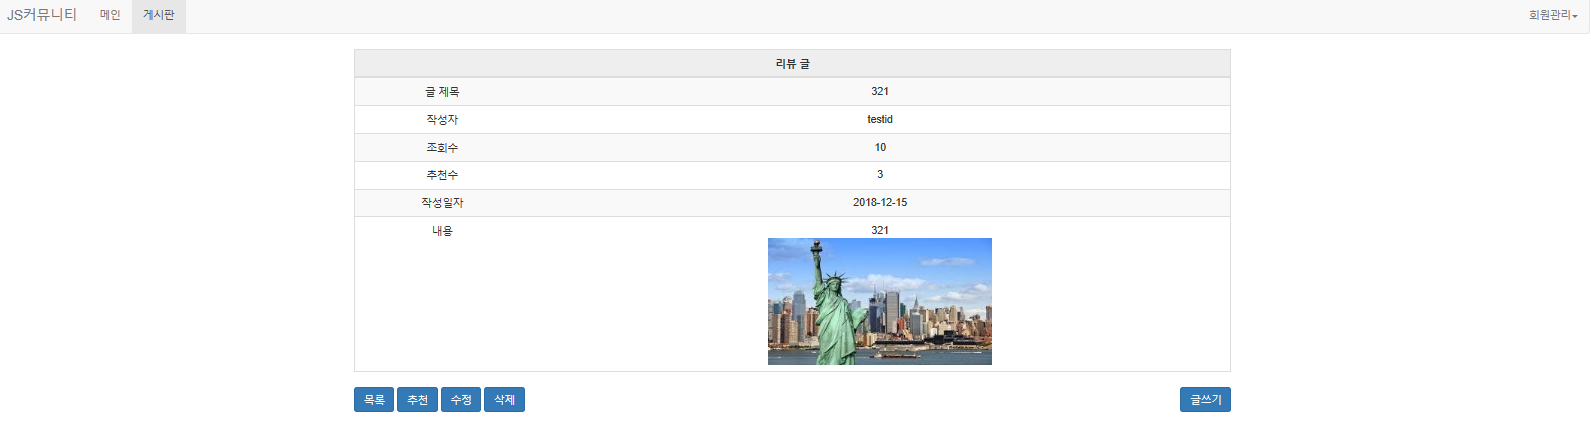 JS커뮤니티 메인 게시판 회원관리
리뷰 글
글 제목 321
작성자 testid
조회수 10
추천수 3
작성일자 2018-12-15
내용 321
목록 추천 수정 삭제 글쓰기